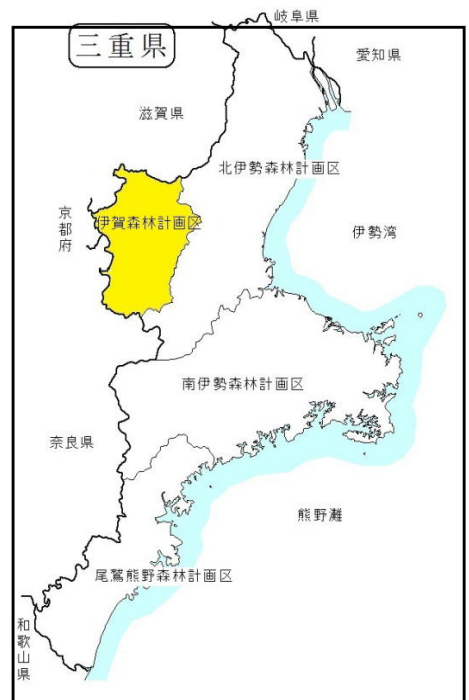 岐阜県
三重県
愛知県
滋賀県
北伊勢森林計画区
京都府
伊賀森林計画区
伊勢湾
南伊勢森林計画区
奈良県
熊野灘
尾鷲熊野森林計画区
和歌山県